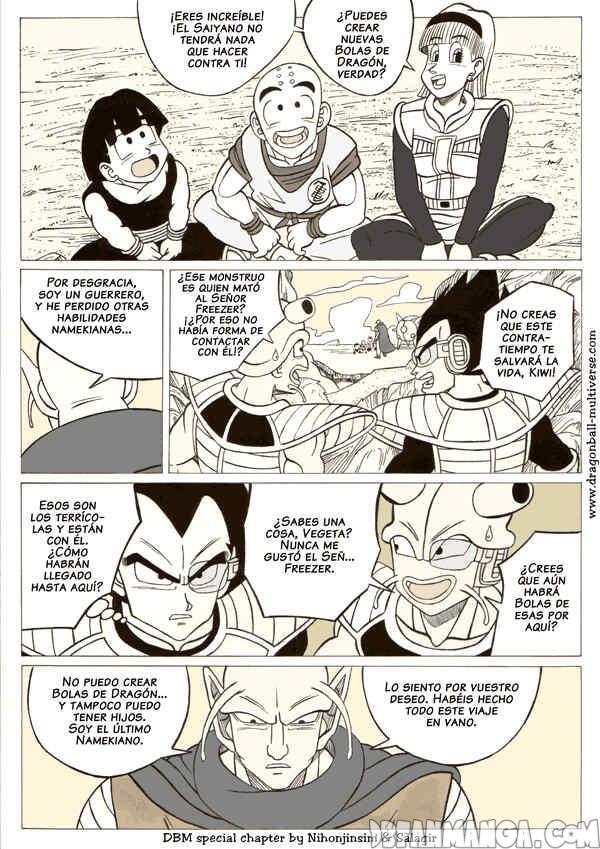 ¡ERES INCREÍBLE!
¡EL SAIYANO NO
TENDRÁ NADA
QUE HACER
CONTRA TI!
¿PUEDES
CREAR
NUEVAS
BOLAS DE
DRAGÓN,
VERDAD?
POR DESGRACIA,
SOY UN GUERRERO,
Y HE PERDIDO OTRAS
HABILIDADES
NAMEKIANAS...
¿ESE MONSTRUO
ES QUIEN MATÓ
AL SEÑOR
FREEZER?
¡¿POR ESO NO
HABÍA FORMA DE
CONTACTAR
CON ÉL!?
¡NO CREAS
QUE ESTE
CONTRA-
TIEMPO TE
SALVARÁ LA
VIDA, KIWI!
www.dragonball-multiverse.com
ESOS SON
LOS TERRÍCO-
LAS Y ESTÁN
CON ÉL.
¿CÓMO
HABRÁN
LLEGADO
HASTA AQUÍ?
¿SABES UNA
COSA, VEGETA?
NUNCA ME
GUSTÓ EL SEÑ...
FREEZER.
¿CREES
QUE AÚN
HABRÁ
BOLAS DE
ESAS POR
AQUÍ?
NO PUEDO CREAR
BOLAS DE DRAGÓN...
Y TAMPOCO PUEDO
TENER HIJOS.
SOY EL ÚLTIMO
NAMEKIANO.
LO SIENTO POR VUESTRO
DESEO. HABÉIS HECHO
TODO ESTE VIAJE
EN VANO.
DBM special chapter by Nihonjinsim & Salagir
JPPANMANGA.COM